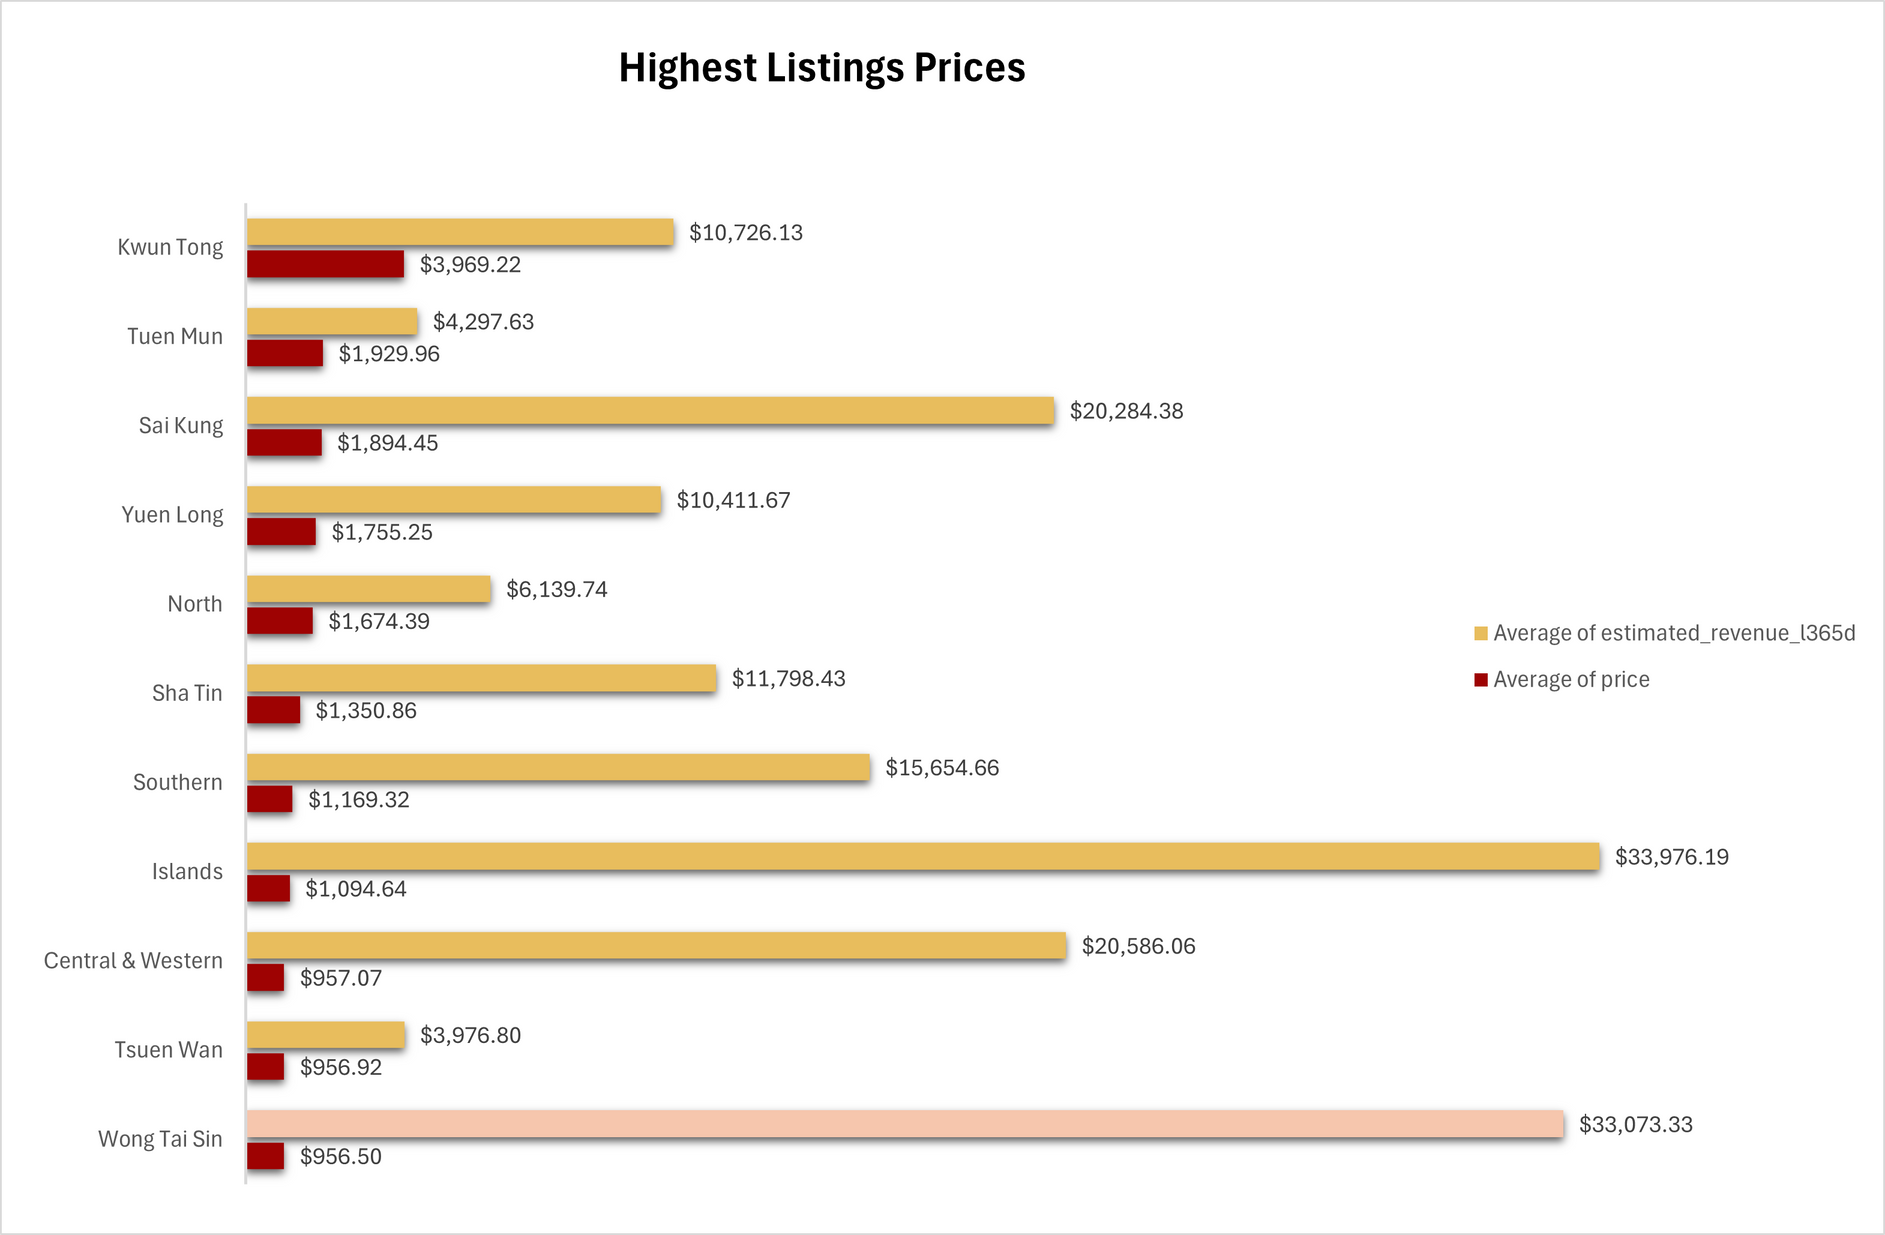 Highest Listings Prices
Kwun Tong
$10,726.13
$3,969.22
Tuen Mun
$4,297.63
$1,929.96
Sai Kung
$20,284.38
$1,894.45
Yuen Long
$10,411.67
$1,755.25
North
$6,139.74
$1,674.39
Sha Tin
$11,798.43
$1,350.86
Southern
$15,654.66
$1,169.32
Islands
$33,976.19
$1,094.64
Central & Western
$20,586.06
$957.07
Tsuen Wan
$3,976.80
$956.92
Wong Tai Sin
$33,073.33
$956.50
Average of estimated_revenue_l365d
Average of price